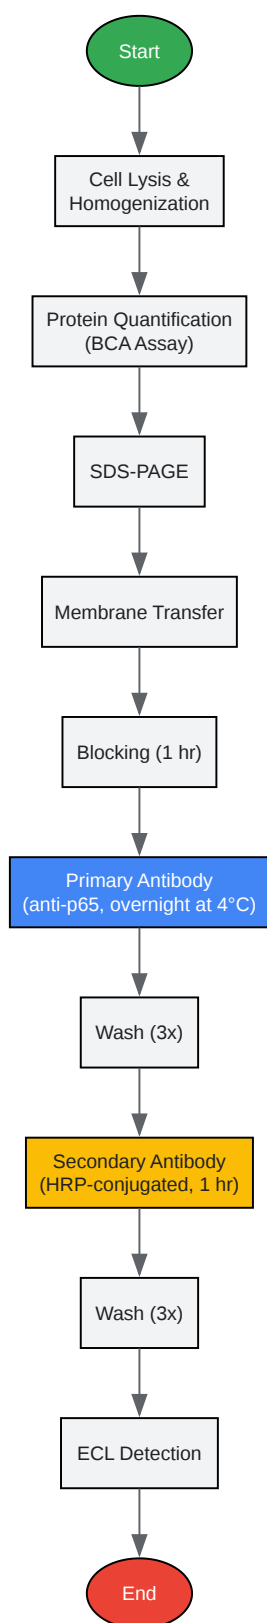 Start
Cell Lysis &
Homogenization
Protein Quantification
(BCA Assay)
SDS-PAGE
Membrane Transfer
Blocking (1 hr)
Primary Antibody
(anti-p65, overnight at 4°C)
Wash (3x)
Secondary Antibody
(HRP-conjugated, 1 hr)
Wash (3x)
ECL Detection
End